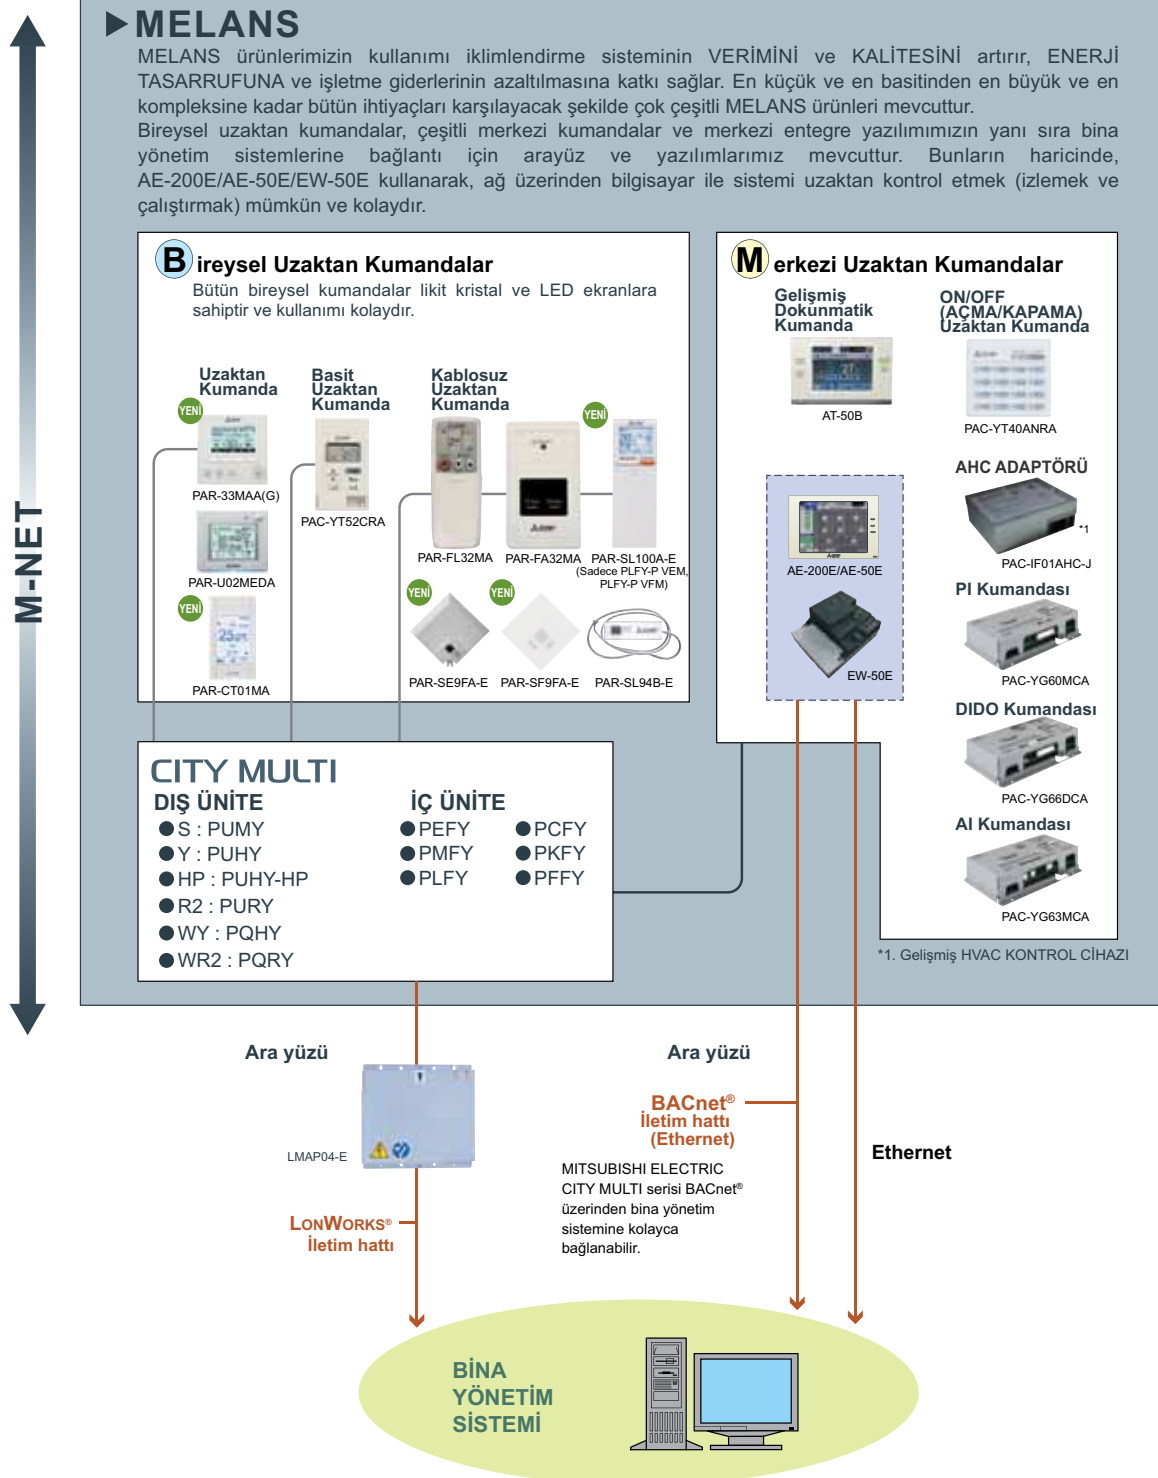 MELANS
MELANS ürünlerimizin kullanımı iklimlendirme sisteminin VERİMİNİ ve KALİTESİNİ artırır, ENERJİ
TASARRUFUNA ve işletme giderlerinin azaltılmasına katkı sağlar. En küçük ve en basitinden en büyük ve en
kompleksine kadar bütün ihtiyaçları karşılayacak şekilde çok çeşitli MELANS ürünleri mevcuttur.
Bireysel uzaktan kumandalar, çeşitli merkezi kumandalar ve merkezi entegre yazılımımızın yanı sıra bina
yönetim sistemlerine bağlantı için arayüz ve yazılımlarımız mevcuttur. Bunların haricinde,
AE-200E/AE-50E/EW-50E kullanarak, ağ üzerinden bilgisayar ile sistemi uzaktan kontrol etmek (izlemek ve
çalıştırmak) mümkün ve kolaydır.
M-NET
Bireysel Uzaktan Kumandalar
Bütün bireysel kumandalar likit kristal ve LED ekranlara
sahiptir ve kullanımı kolaydır.
Uzaktan
Kumanda
YENİ
PAR-33MAA(G)
PAR-U02MEDA
YENİ
PAR-CT01MA
Basit
Uzaktan
Kumanda
PAC-YT52CRA
Kablosuz
Uzaktan
Kumanda
YENİ
PAR-FL32MA
PAR-FA32MA
PAR-SL100A-E
(Sadece PLFY-P VEM,
PLFY-P VFM)
YENİ
YENİ
PAR-SE9FA-E
PAR-SF9FA-E
PAR-SL94B-E
Merkezi Uzaktan Kumandalar
Gelişmiş
Dokunmatik
Kumanda
AT-50B
ON/OFF
(AÇMA/KAPAMA)
Uzaktan Kumanda
PAC-YT40ANRA
AE-200E/AE-50E
EW-50E
AHC ADAPTÖRÜ
*1
PAC-IF01AHC-J
PI Kumandası
PAC-YG60MCA
DIDO Kumandası
PAC-YG66DCA
AI Kumandası
PAC-YG63MCA
*1. Gelişmiş HVAC KONTROL CİHAZI
CITY MULTI
DIŞ ÜNİTE
S : PUMY
Y : PUHY
HP : PUHY-HP
R2 : PURY
WY : PQHY
WR2 : PQRY
İÇ ÜNİTE
PEFY
PMFY
PLFY
PCFY
PKFY
PFFY
Ara yüzü
LMAP04-E
LONWORKS®
İletim hattı
Ara yüzü
BACnet®
İletim hattı
(Ethernet)
MITSUBISHI ELECTRIC
CITY MULTI serisi BACnet®
üzerinden bina yönetim
sistemine kolayca
bağlanabilir.
Ethernet
BİNA
YÖNETİM
SİSTEMİ